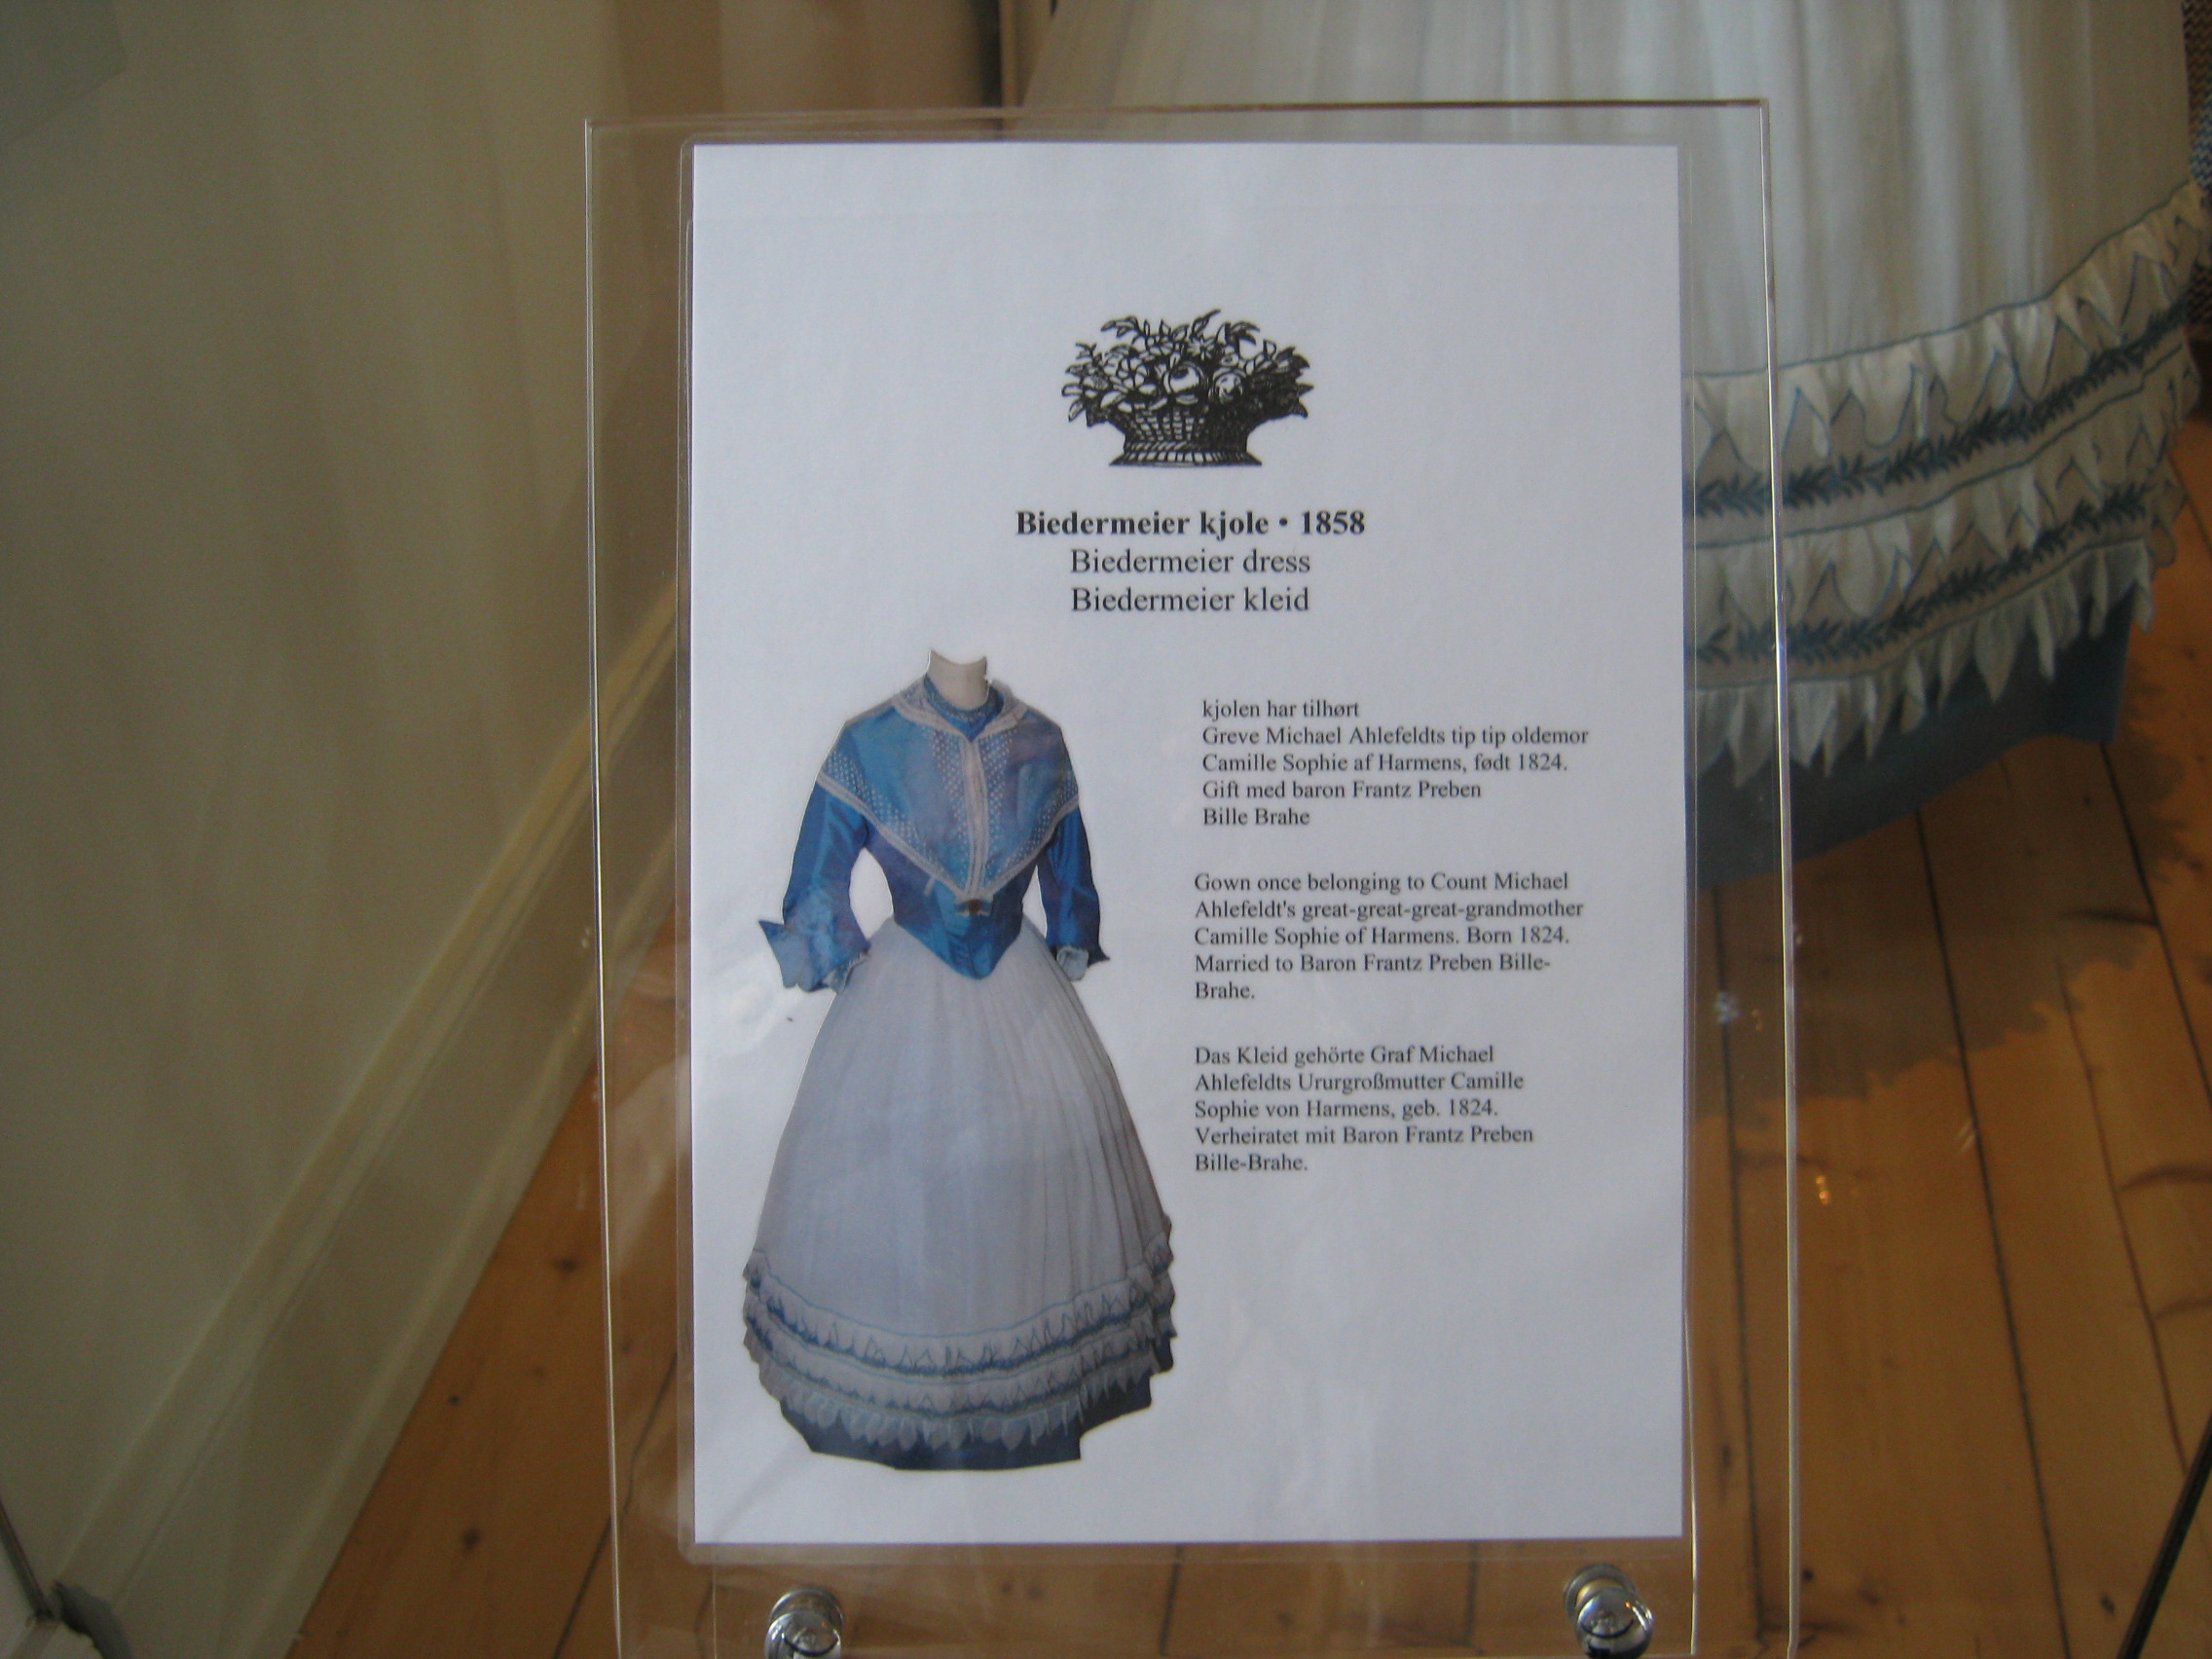 Biedermeier kjole • 1858
Biedermeier dress
Biedermeier kleid
kjolen har tilhørt
Greve Michael Ahlefeldts tip tip oldemor
Camille Sophie af Harmens, født 1824.
Gift med baron Frantz Preben
Bille Brahe
Gown once belonging to Count Michael
Ahlefeldt's great-great-great-grandmother
Camille Sophie of Harmens. Born 1824.
Married to Baron Frantz Preben Bille-
Brahe.
Das Kleid gehörte Graf Michael
Ahlefeldts Ururgroßmutter Camille
Sophie von Harmens, geb. 1824.
Verheiratet mit Baron Frantz Preben
Bille-Brahe.